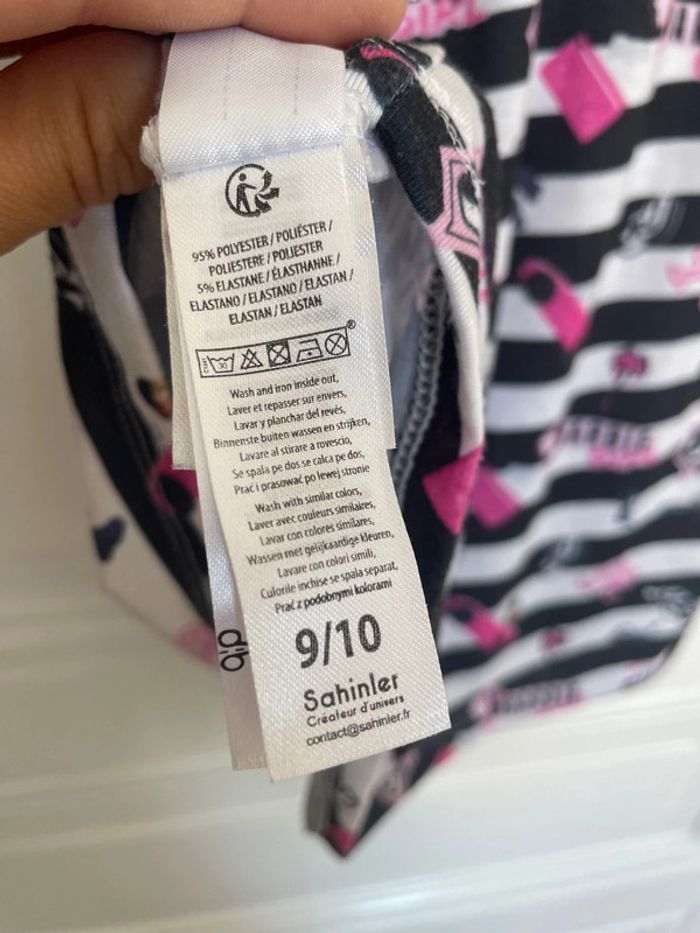 95% POLYESTER / POLIÉSTER /
POLIESTERE / POLIESTER
5% ELASTANE / ÉLASTHANNE /
ELASTANO / ELASTANO / ELASTAN /
ELASTAN / ELASTAN
30
Wash and iron inside out,
Laver et repasser sur envers,
Lavar y planchar del revés,
Binnenste buiten wassen en strijken,
Lavare al stirare a rovescio,
Se spala pe dos se calca pe dos,
Prać i prasować po lewej stronie
Wash with similar colors,
Laver avec couleurs similaires,
Lavar con colores similares,
Wassen met gelijkaardige kleuren,
Lavare con colori simili,
Culorile inchise se spala separat,
Prać z podobnymi kolorami
9/10
Sahinler
Créateur d'univers
contact@sahinler.fr